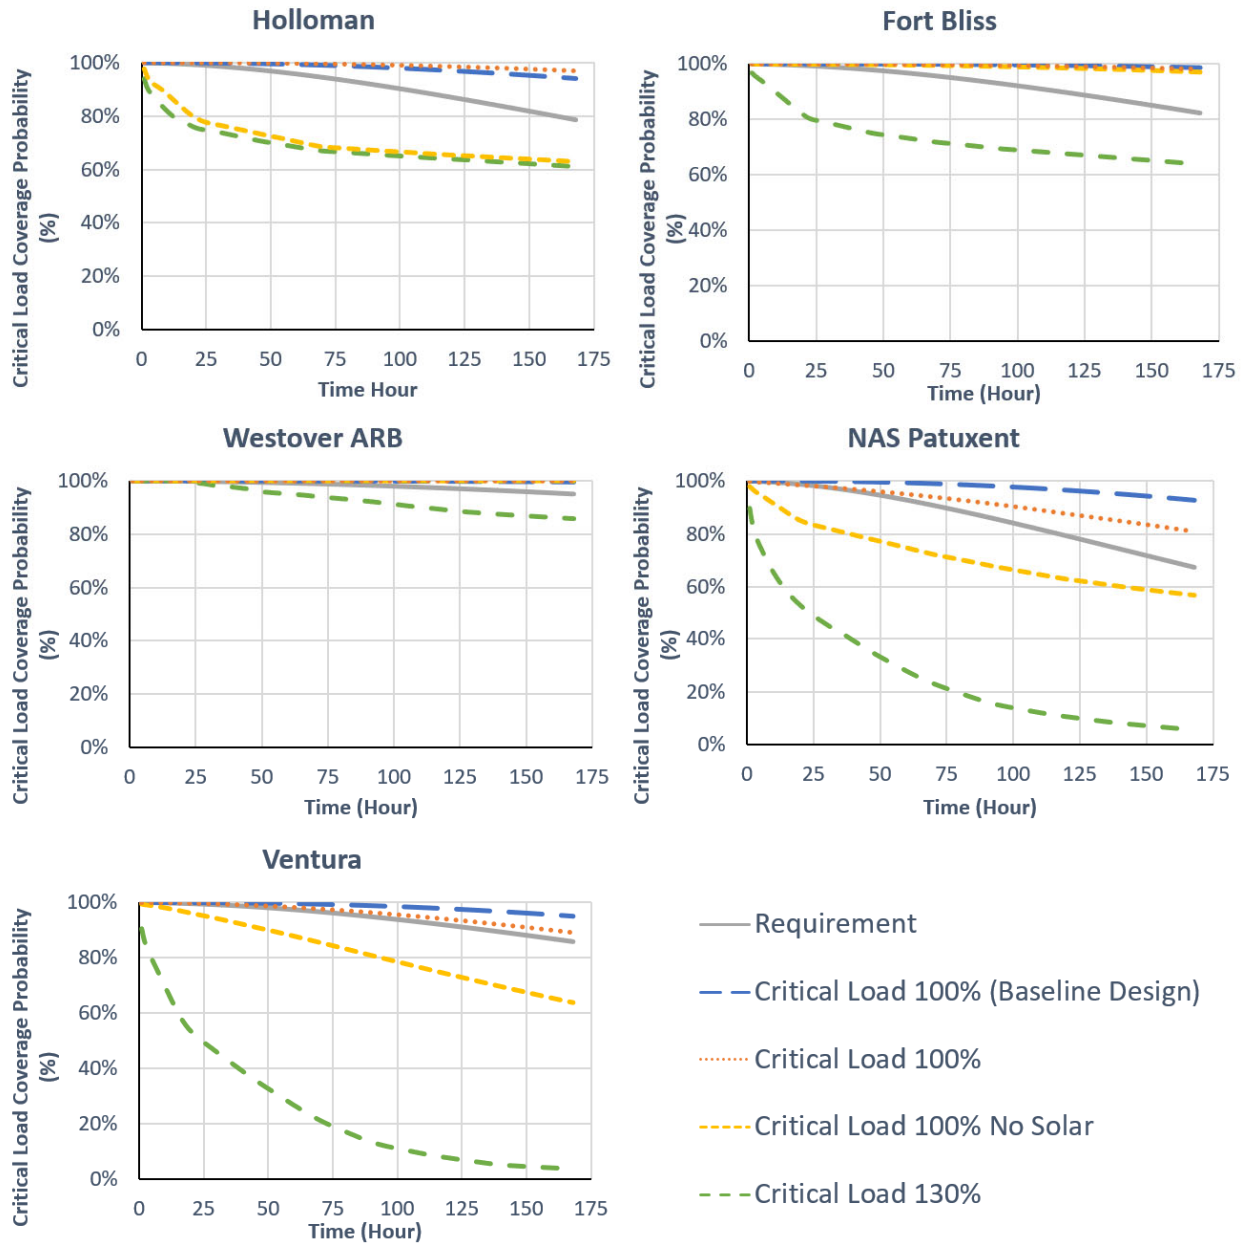 Holloman
Critical Load Coverage Probability
(%)
100%
80%
60%
40%
20%
0%
0 25 50 75 100 125 150 175
Time Hour
Fort Bliss
Critical Load Coverage Probability
(%)
100%
80%
60%
40%
20%
0%
0 25 50 75 100 125 150 175
Time (Hour)
Westover ARB
Critical Load Coverage Probability
(%)
100%
80%
60%
40%
20%
0%
0 25 50 75 100 125 150 175
Time (Hour)
NAS Patuxent
Critical Load Coverage Probability
(%)
100%
80%
60%
40%
20%
0%
0 25 50 75 100 125 150 175
Time (Hour)
Ventura
Critical Load Coverage Probability
(%)
100%
80%
60%
40%
20%
0%
0 25 50 75 100 125 150 175
Time (Hour)
Requirement
Critical Load 100% (Baseline Design)
Critical Load 100%
Critical Load 100% No Solar
Critical Load 130%